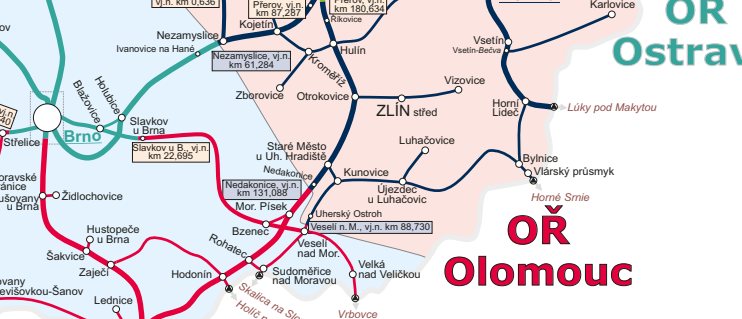 vj.n. km 0,636
Přerov, vj.n.
km 87,287
km 180,634
Říkovice
Karlovice
OŘ
Ostrav
Kojetín
Nezamyslice
Ivanovice na Hané
Hulín
Vsetín
Vsetín-Bečva
Nezamyslice, vj.n.
km 61,284
Kroměříž
Zborovice
Otrokovice
Vizovice
ZLÍN střed
Horní
Lideč
Lúky pod Makytou
Holubice
Blažovice
Brno
Střelice
Slavkov
u Brna
Slavkov u B., vj.n.
km 22,695
Staré Město
u Uh. Hradiště
Luhačovice
Bylnice
Vlárský průsmyk
Horné Srnie
Nedakonice
Kunovice
Újezdec
u Luhačovic
Nedakonice, vj.n.
km 131,088
Židlochovice
Mor. Písek
Uherský Ostroh
Bzenec
Veselí n.M., vj.n. km 88,730
Veselí
nad Mor.
Hustopeče
u Brna
Šakvice
Zaječí
Rohatec
Hodonín
Sudoměřice
nad Moravou
Velká
nad Veličkou
OŘ
Olomouc
Lednice
Vrbovce